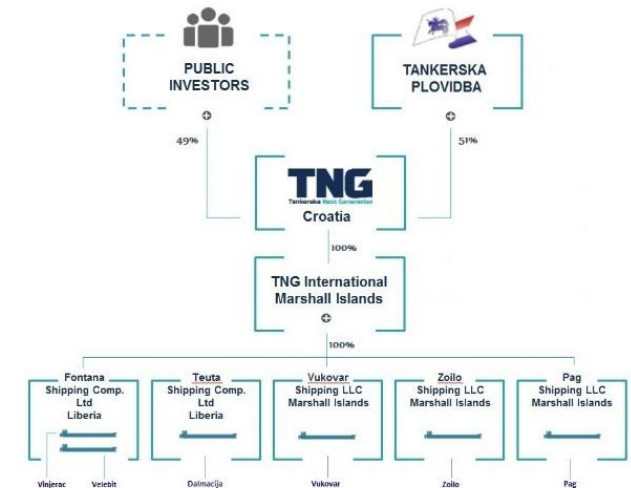 PUBLIC
INVESTORS
TANKERSKA
PLOVIDBA
49%
51%
TNG
Tankerska Next Generation
Croatia
100%
TNG International
Marshall Islands
100%
Fontana
Shipping Comp.
Ltd
Liberia
Teuta
Shipping Comp.
Ltd
Liberia
Vukovar
Shipping LLC
Marshall Islands
Zoilo
Shipping LLC
Marshall Islands
Pag
Shipping LLC
Marshall Islands
Vinjerac
Velebit
Dalmacija
Vukovar
Zoilo
Pag